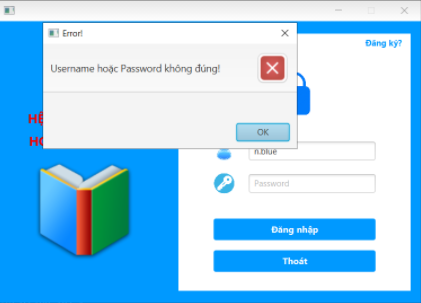 Error!
Username hoặc Password không đúng!
OK
Đăng ký?
n.blue
Password
Đăng nhập
Thoát